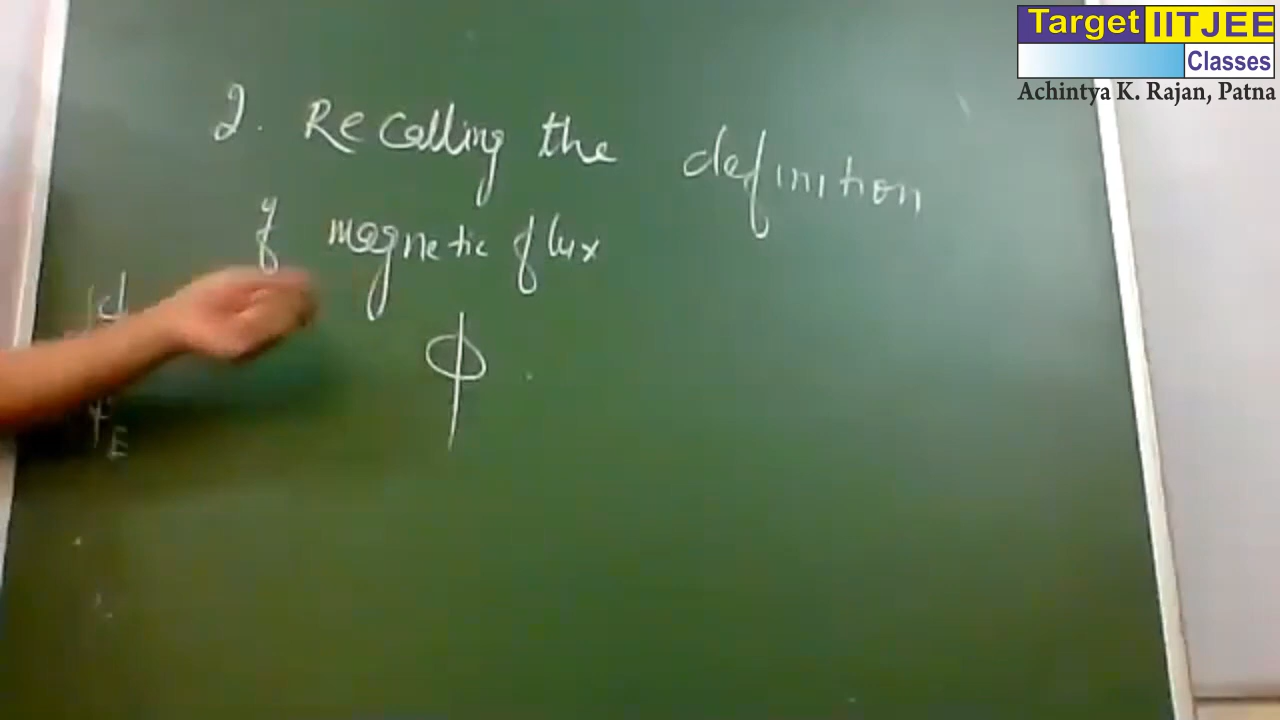 Target IITJEE
Classes
Achintya K. Rajan, Patna
2. Recalling the definition
of magnetic flux
ϕ